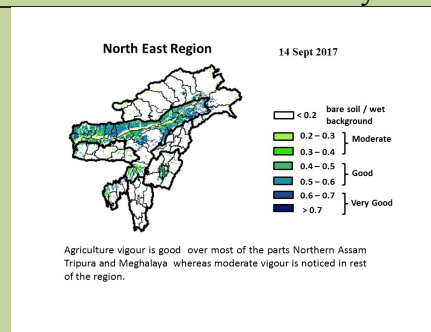 North East Region
14 Sept 2017
< 0.2 bare soil / wet background
0.2 – 0.3
Moderate
0.3 – 0.4
0.4 – 0.5
Good
0.5 – 0.6
0.6 – 0.7
Very Good
> 0.7
Agriculture vigour is good over most of the parts Northern Assam
Tripura and Meghalaya whereas moderate vigour is noticed in rest
of the region.